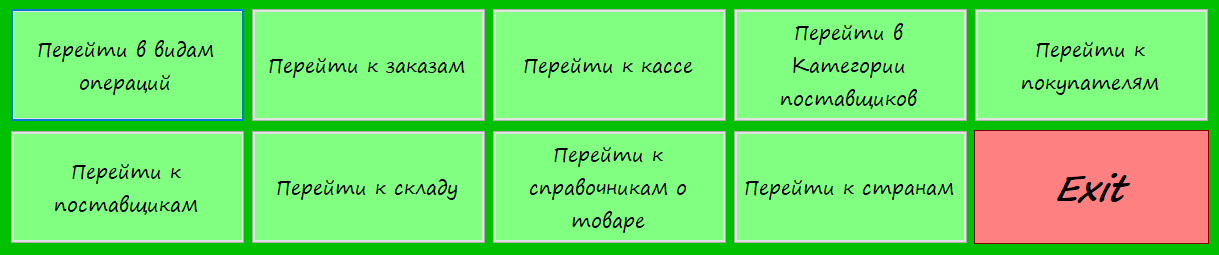 Перейти в видам
операций
Перейти к заказам
Перейти к кассе
Перейти в
Категории
поставщиков
Перейти к
покупателям
Перейти к
поставщикам
Перейти к складу
Перейти к
справочникам о
товаре
Перейти к странам
Exit